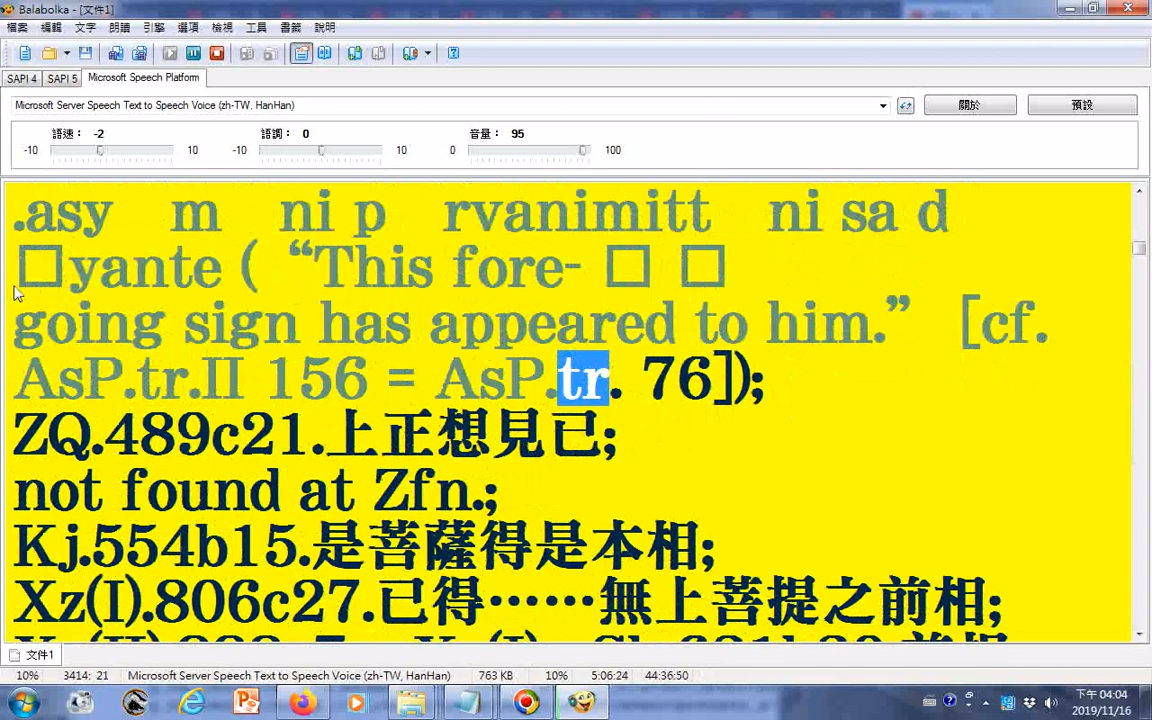 Balabolka - [文件1]
檔案 編輯 文字 朗讀 引擎 選項 檢視 工具 書籤 說明
SAPI 4 SAPI 5 Microsoft Speech Platform
Microsoft Server Speech Text to Speech Voice (zh-TW, HanHan) 關於 預設
語速: -2 語調: 0 音量: 95
-10 10 -10 10 0 100
.asy m ni p rvanimitt ni sa d
□yante (“This fore- □ □
going sign has appeared to him.” [cf.
AsP.tr.II 156 = AsP.tr. 76]);
ZQ.489c21.上正想見已;
not found at Zfn.;
Kj.554b15.是菩薩得是本相;
Xz(I).806c27.已得……無上菩提之前相;
文件1
10% 3414: 21 Microsoft Server Speech Text to Speech Voice (zh-TW, HanHan) 763 KB 10% 5:06:24 44:36:50
下午 04:04
2019/11/16